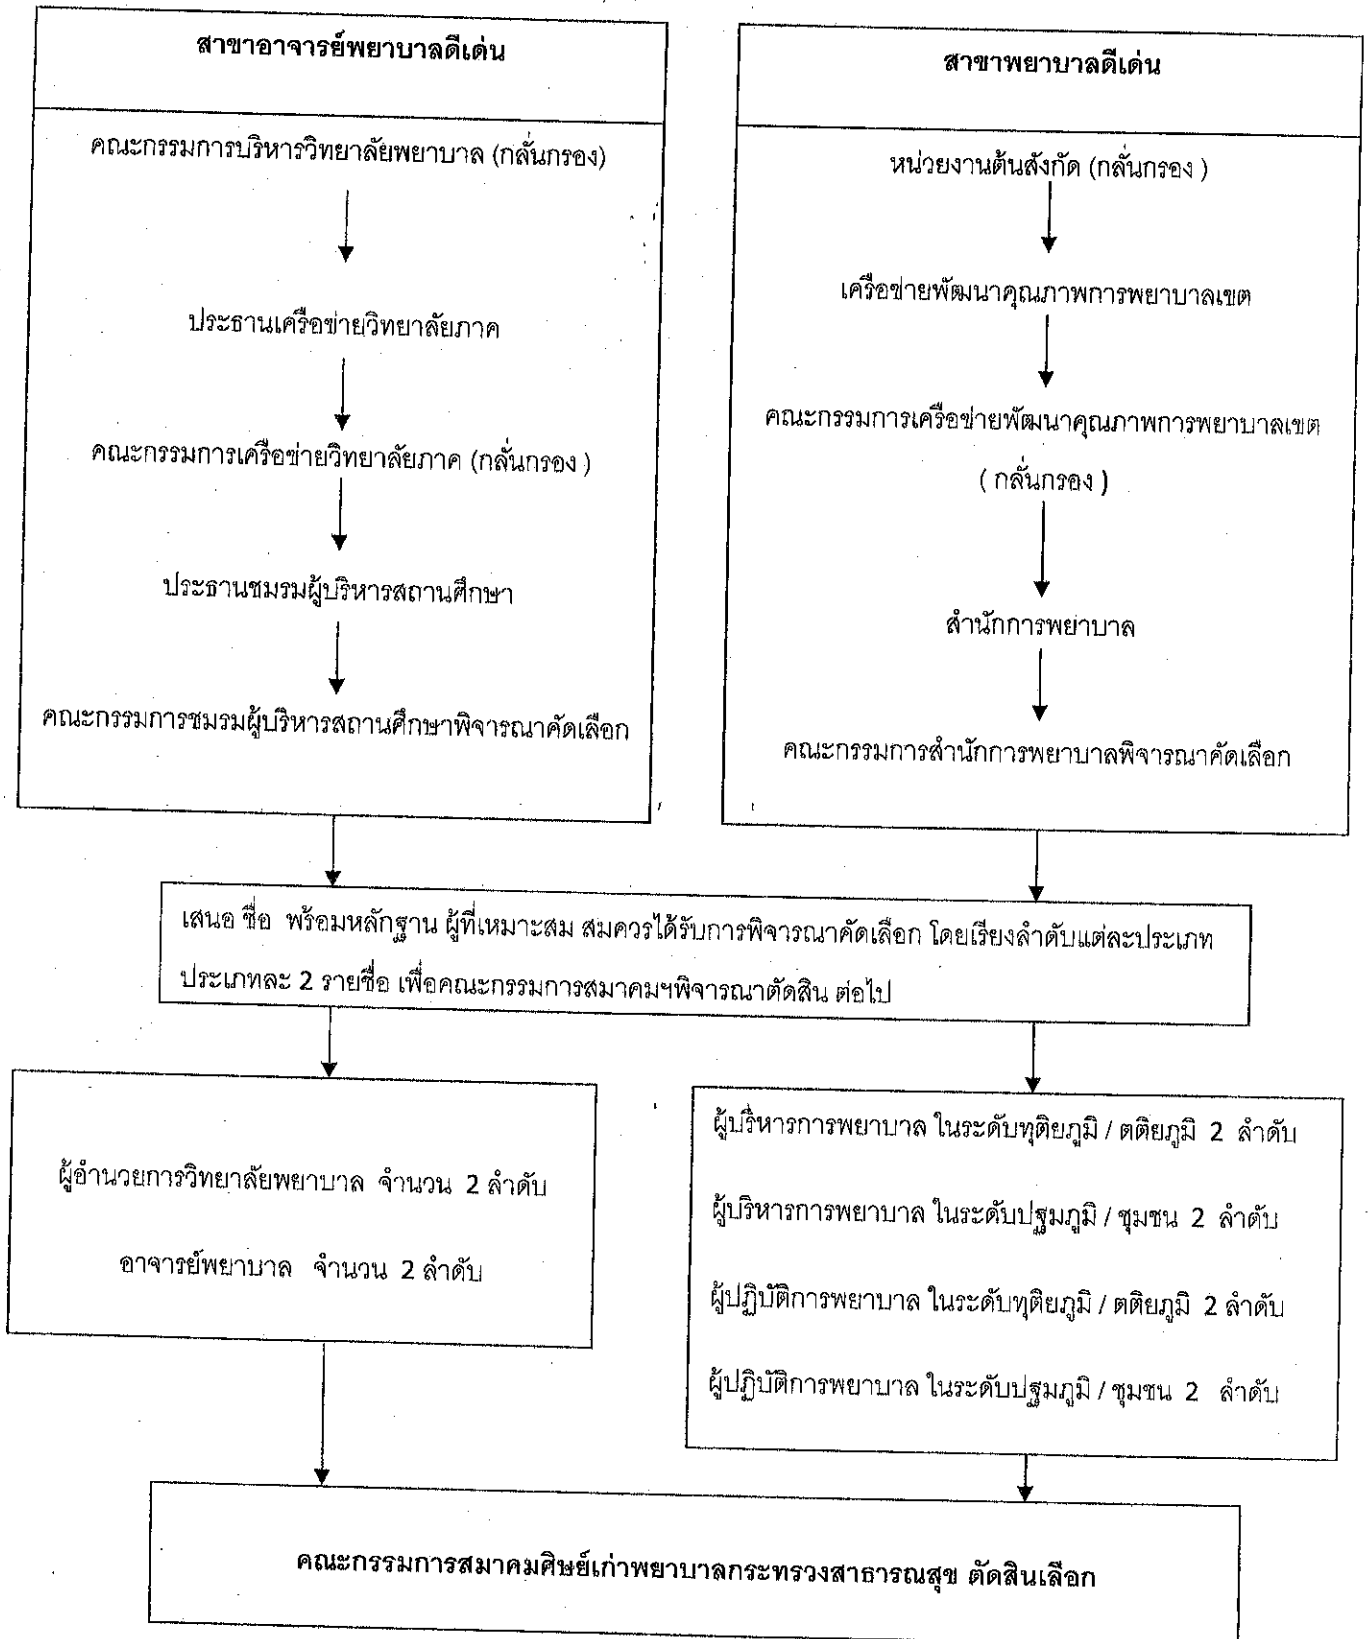 สาขาอาจารย์พยาบาลดีเด่น
คณะกรรมการบริหารวิทยาลัยพยาบาล (กลั่นกรอง)
ประธานเครือข่ายวิทยาลัยภาค
คณะกรรมการเครือข่ายวิทยาลัยภาค (กลั่นกรอง )
ประธานชมรมผู้บริหารสถานศึกษา
คณะกรรมการชมรมผู้บริหารสถานศึกษาพิจารณาคัดเลือก
สาขาพยาบาลดีเด่น
หน่วยงานต้นสังกัด (กลั่นกรอง )
เครือข่ายพัฒนาคุณภาพการพยาบาลเขต
คณะกรรมการเครือข่ายพัฒนาคุณภาพการพยาบาลเขต
( กลั่นกรอง )
สำนักการพยาบาล
คณะกรรมการสำนักการพยาบาลพิจารณาคัดเลือก
เสนอ ชื่อ พร้อมหลักฐาน ผู้ที่เหมาะสม สมควรได้รับการพิจารณาคัดเลือก โดยเรียงลำดับแต่ละประเภท
ประเภทละ 2 รายชื่อ เพื่อคณะกรรมการสมาคมฯพิจารณาตัดสิน ต่อไป
ผู้อำนวยการวิทยาลัยพยาบาล จำนวน 2 ลำดับ
อาจารย์พยาบาล จำนวน 2 ลำดับ
ผู้บริหารการพยาบาล ในระดับทุติยภูมิ / ตติยภูมิ 2 ลำดับ
ผู้บริหารการพยาบาล ในระดับปฐมภูมิ / ชุมชน 2 ลำดับ
ผู้ปฏิบัติการพยาบาล ในระดับทุติยภูมิ / ตติยภูมิ 2 ลำดับ
ผู้ปฏิบัติการพยาบาล ในระดับปฐมภูมิ / ชุมชน 2 ลำดับ
คณะกรรมการสมาคมศิษย์เก่าพยาบาลกระทรวงสาธารณสุข ตัดสินเลือก